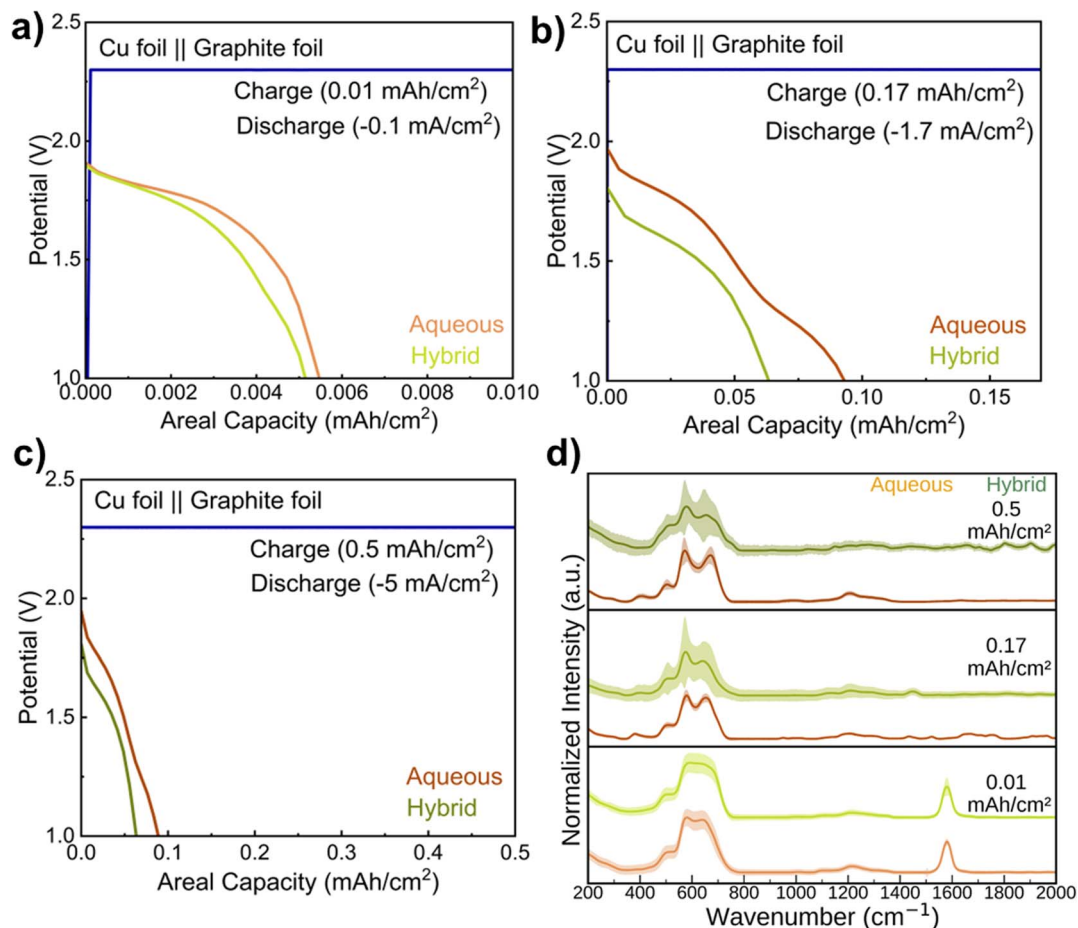 a)
2.5
2.0
1.5
1.0
Potential (V)
Cu foil || Graphite foil
Charge (0.01 mAh/cm²)
Discharge (-0.1 mA/cm²)
Aqueous
Hybrid
0.000 0.002 0.004 0.006 0.008 0.010
Areal Capacity (mAh/cm²)
b)
2.5
2.0
1.5
1.0
Potential (V)
Cu foil || Graphite foil
Charge (0.17 mAh/cm²)
Discharge (-1.7 mA/cm²)
Aqueous
Hybrid
0.00 0.05 0.10 0.15
Areal Capacity (mAh/cm²)
c)
2.5
2.0
1.5
1.0
Potential (V)
Cu foil || Graphite foil
Charge (0.5 mAh/cm²)
Discharge (-5 mA/cm²)
Aqueous
Hybrid
0.0 0.1 0.2 0.3 0.4 0.5
Areal Capacity (mAh/cm²)
d)
Normalized Intensity (a.u.)
Aqueous Hybrid
0.5
mAh/cm²
0.17
mAh/cm²
0.01
mAh/cm²
200 400 600 800 1000 1200 1400 1600 1800 2000
Wavenumber (cm⁻¹)